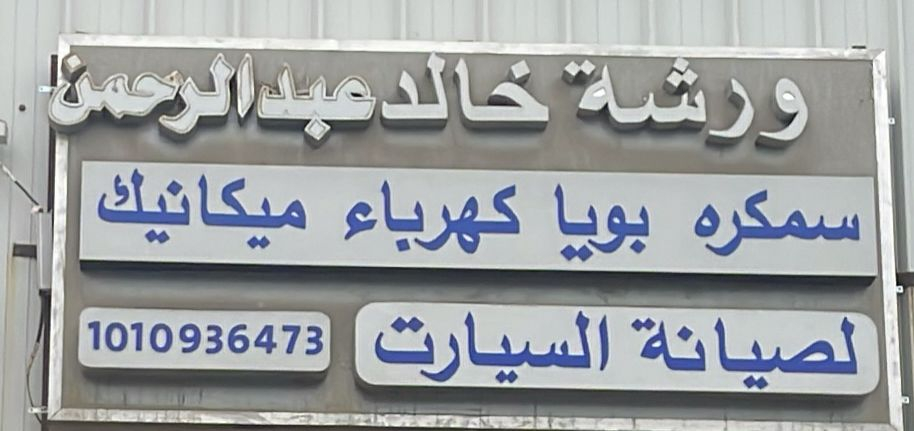 ورشة خالد عبدالرحمن
سمكره بويا كهرباء ميكانيك
لصيانة السيارت
1010936473